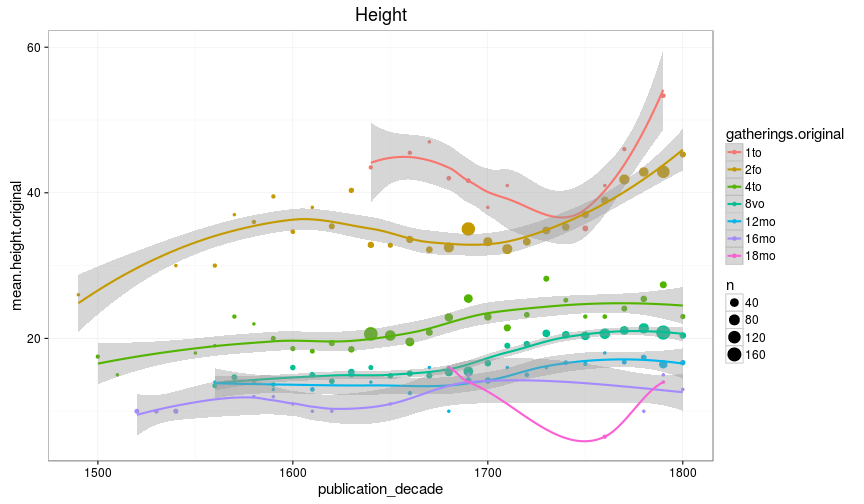 Height
60
40
20
mean.height.original
1500
1600
1700
1800
publication_decade
gatherings.original
1to
2fo
4to
8vo
12mo
16mo
18mo
n
40
80
120
160